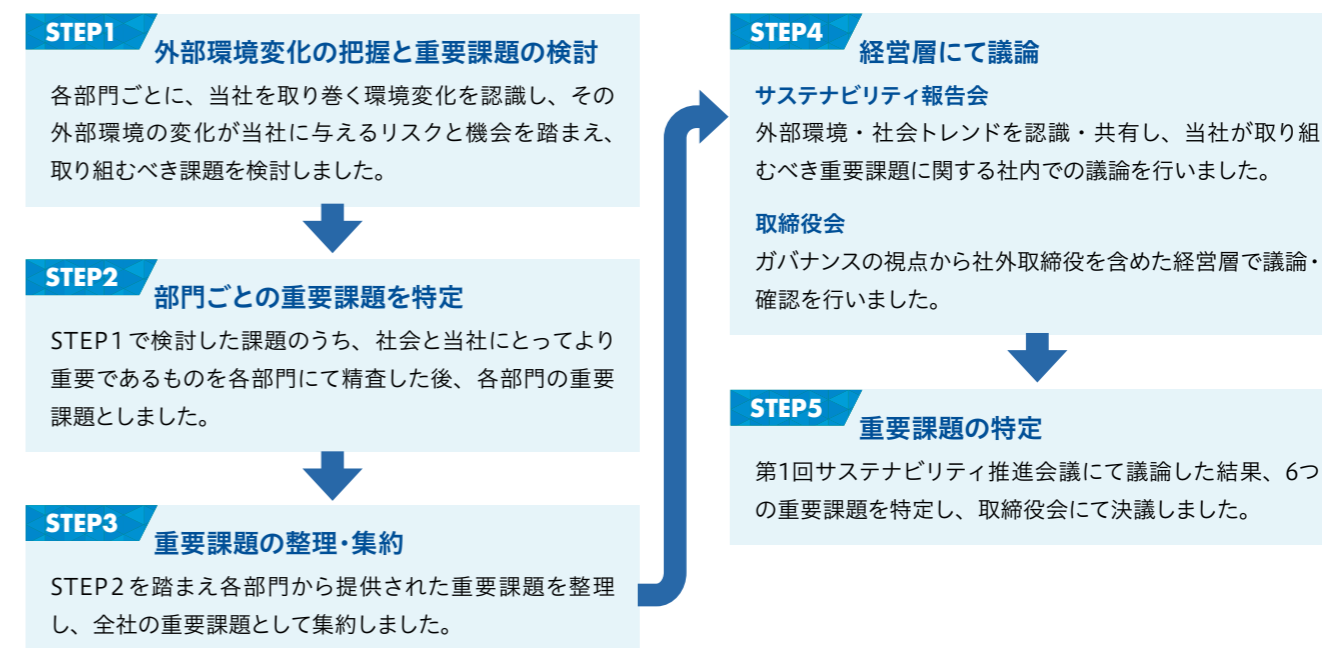 STEP1
外部環境変化の把握と重要課題の検討
各部門ごとに、当社を取り巻く環境変化を認識し、その
外部環境の変化が当社に与えるリスクと機会を踏まえ、
取り組むべき課題を検討しました。
STEP2
部門ごとの重要課題を特定
STEP1で検討した課題のうち、社会と当社にとってより
重要であるものを各部門にて精査した後、各部門の重要
課題としました。
STEP3
重要課題の整理・集約
STEP2を踏まえ各部門から提供された重要課題を整理
し、全社の重要課題として集約しました。
STEP4
経営層にて議論
サステナビリティ報告会
外部環境・社会トレンドを認識・共有し、当社が取り組
むべき重要課題に関する社内での議論を行いました。
取締役会
ガバナンスの視点から社外取締役を含めた経営層で議論・
確認を行いました。
STEP5
重要課題の特定
第1回サステナビリティ推進会議にて議論した結果、6つ
の重要課題を特定し、取締役会にて決議しました。